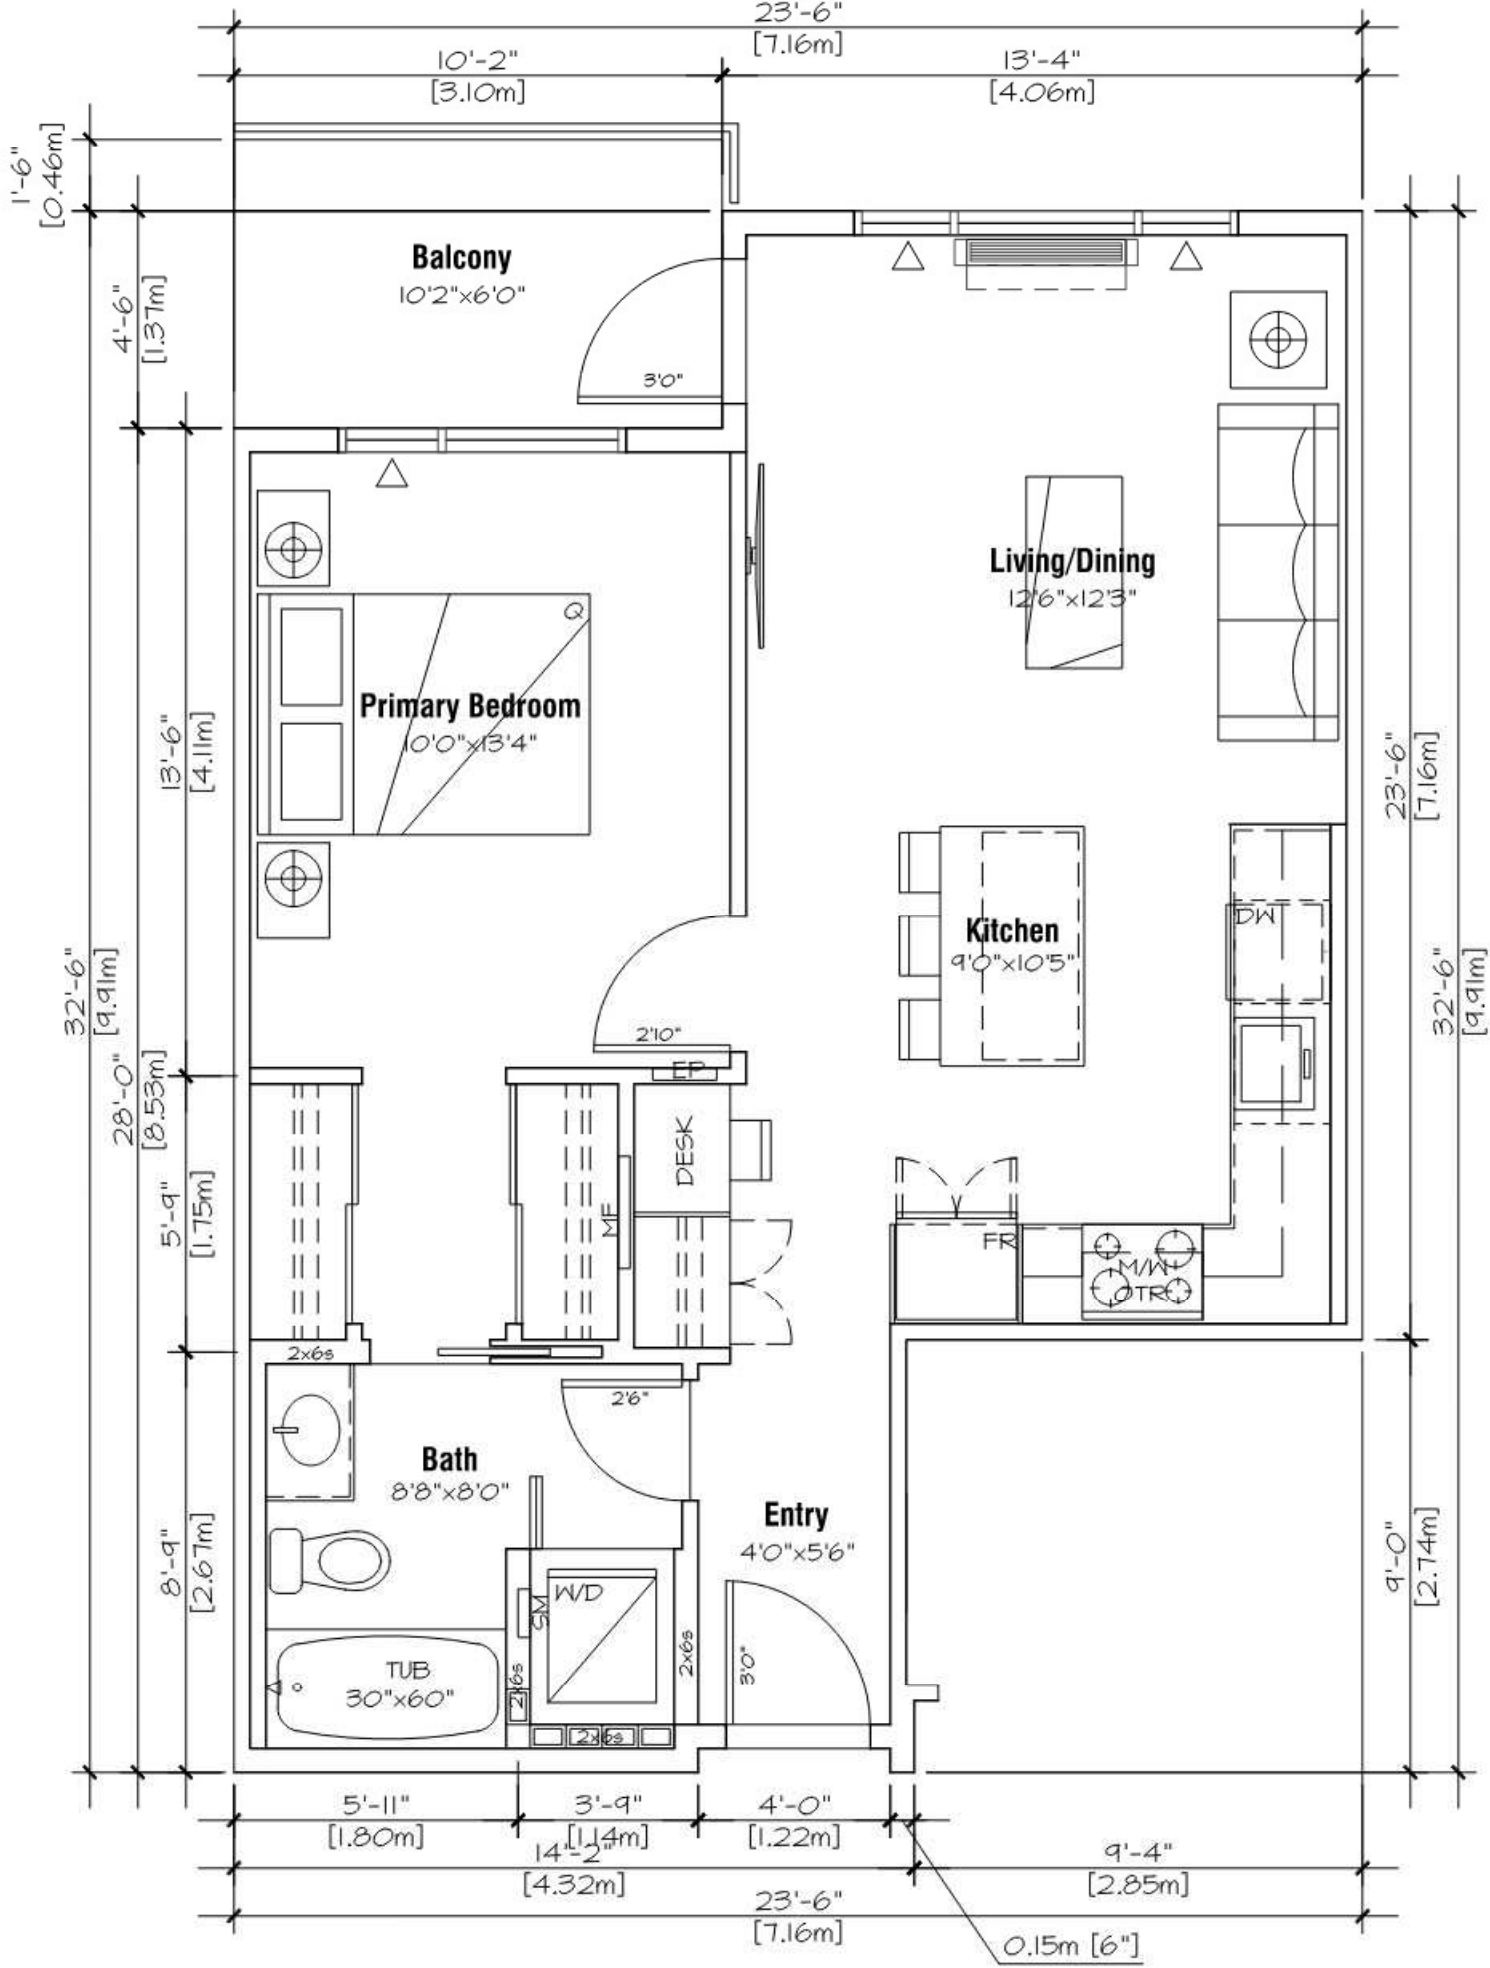 23'-6"
[7.16m]
10'-2"
[3.10m]
13'-4"
[4.06m]
1'-6"
[0.46m]
Balcony
10'2"x6'0"
4'-6"
[1.37m]
3'0"
Living/Dining
12'6"x12'3"
Q
Primary Bedroom
10'0"x13'4"
13'-6"
[4.11m]
23'-6"
[7.16m]
Kitchen
9'0"x10'5"
DW
32'-6"
[9.91m]
32'-6"
[9.91m]
2'10"
EP
28'-0"
[8.53m]
DESK
5'-9"
[1.75m]
MF
FR
M/W
OTR
2x6s
2'6"
Bath
8'8"x8'0"
Entry
4'0"x5'6"
8'-9"
[2.67m]
9'-0"
[2.74m]
W/D
SM
2x6s
3'0"
TUB
30"x60"
2x6s
2x6s
5'-11"
[1.80m]
3'-9"
[1.14m]
4'-0"
[1.22m]
14'-2"
[4.32m]
9'-4"
[2.85m]
23'-6"
[7.16m]
0.15m [6"]